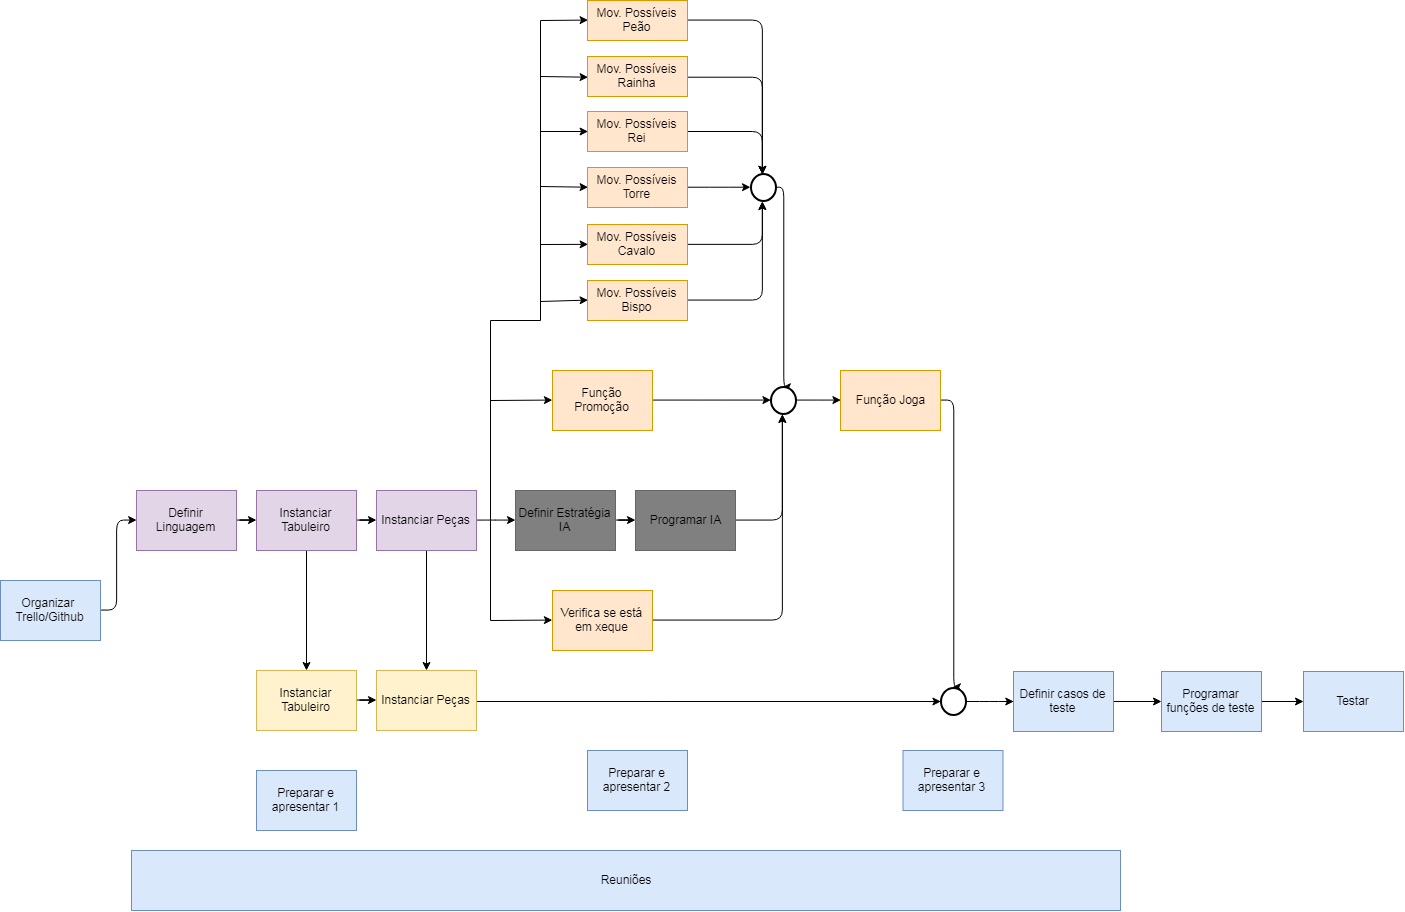 Mov. Possíveis
Peão
Mov. Possíveis
Rainha
Mov. Possíveis
Rei
Mov. Possíveis
Torre
Mov. Possíveis
Cavalo
Mov. Possíveis
Bispo
Função
Promoção
Função Joga
Definir
Linguagem
Instanciar
Tabuleiro
Instanciar Peças
Definir Estratégia
IA
Programar IA
Organizar
Trello/Github
Verifica se está
em xeque
Instanciar
Tabuleiro
Instanciar Peças
Definir casos de
teste
Programar
funções de teste
Testar
Preparar e
apresentar 1
Preparar e
apresentar 2
Preparar e
apresentar 3
Reuniões